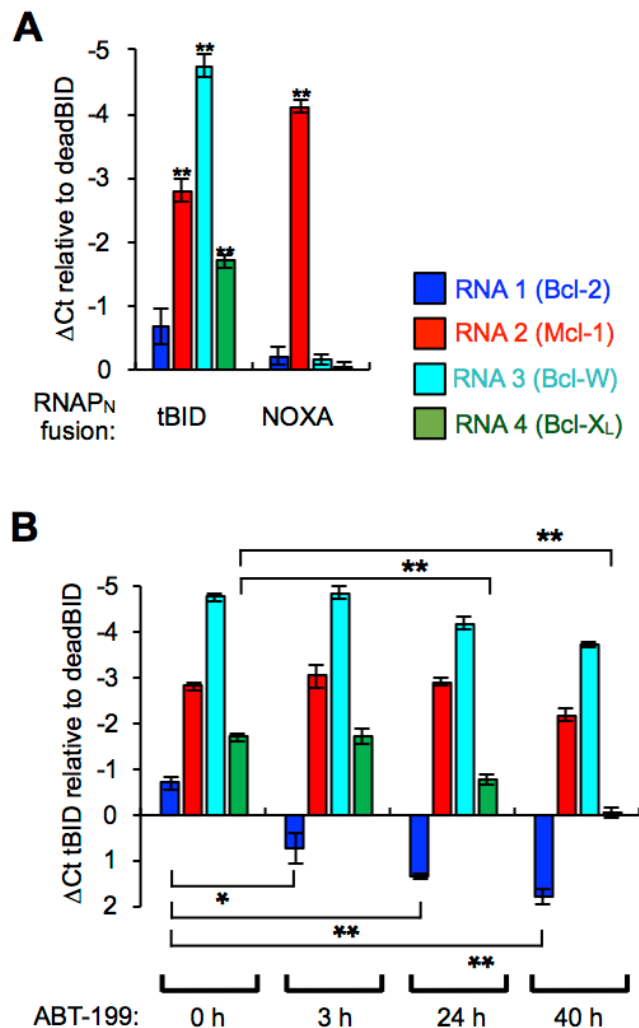 A
ΔCt relative to deadBID
-5
-4
-3
-2
-1
0
** ** ** **
**
RNAP_N fusion:
tBID NOXA
RNA 1 (Bcl-2)
RNA 2 (Mcl-1)
RNA 3 (Bcl-W)
RNA 4 (Bcl-X_L)
B
ΔCt tBID relative to deadBID
-5
-4
-3
-2
-1
0
1
2
**
**
*
**
**
ABT-199: 0 h 3 h 24 h 40 h